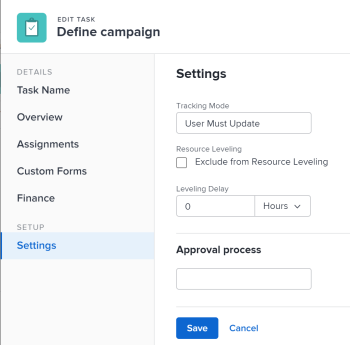 EDIT TASK
Define campaign
DETAILS
Task Name
Overview
Assignments
Custom Forms
Finance
SETUP
Settings
Settings
Tracking Mode
User Must Update
Resource Leveling
Exclude from Resource Leveling
Leveling Delay
0 Hours
Approval process
Save Cancel